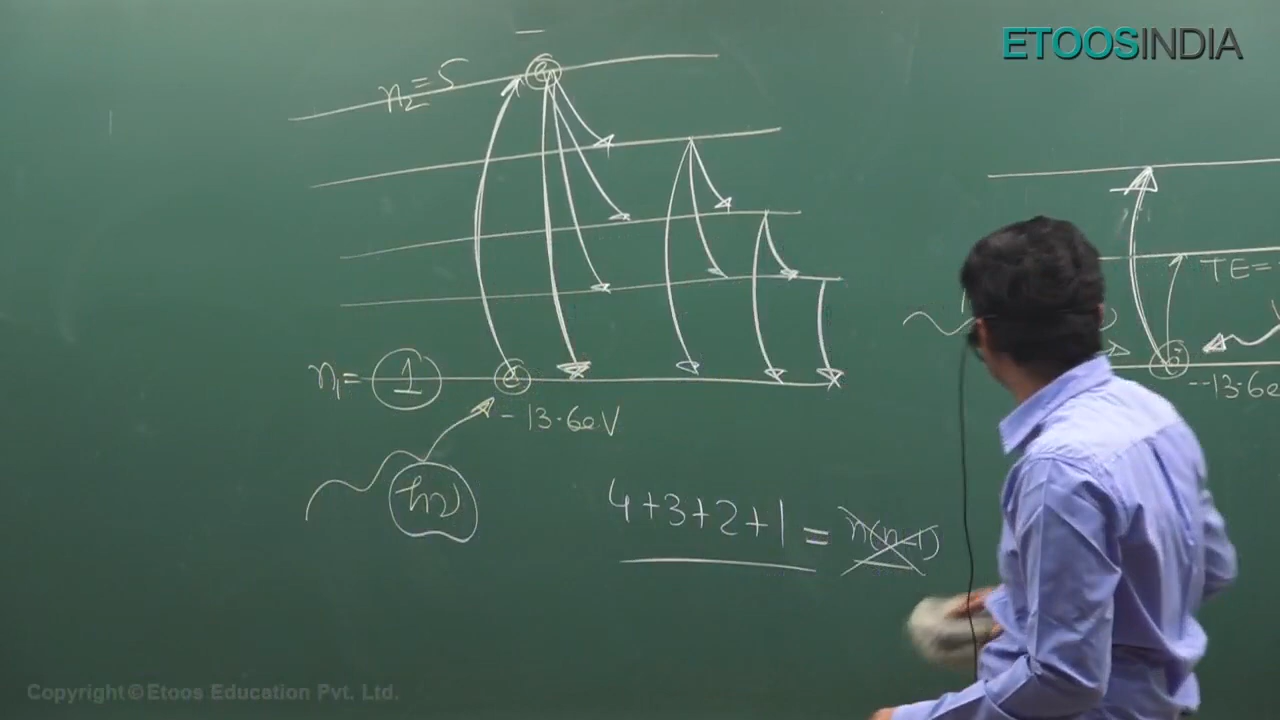 ETOOSINDIA
n₂=5
TE=
n₁= 1
e
-13.6eV
--13.6e
hν
4+3+2+1 = n(n-1)
Copyright © Etoos Education Pvt. Ltd.